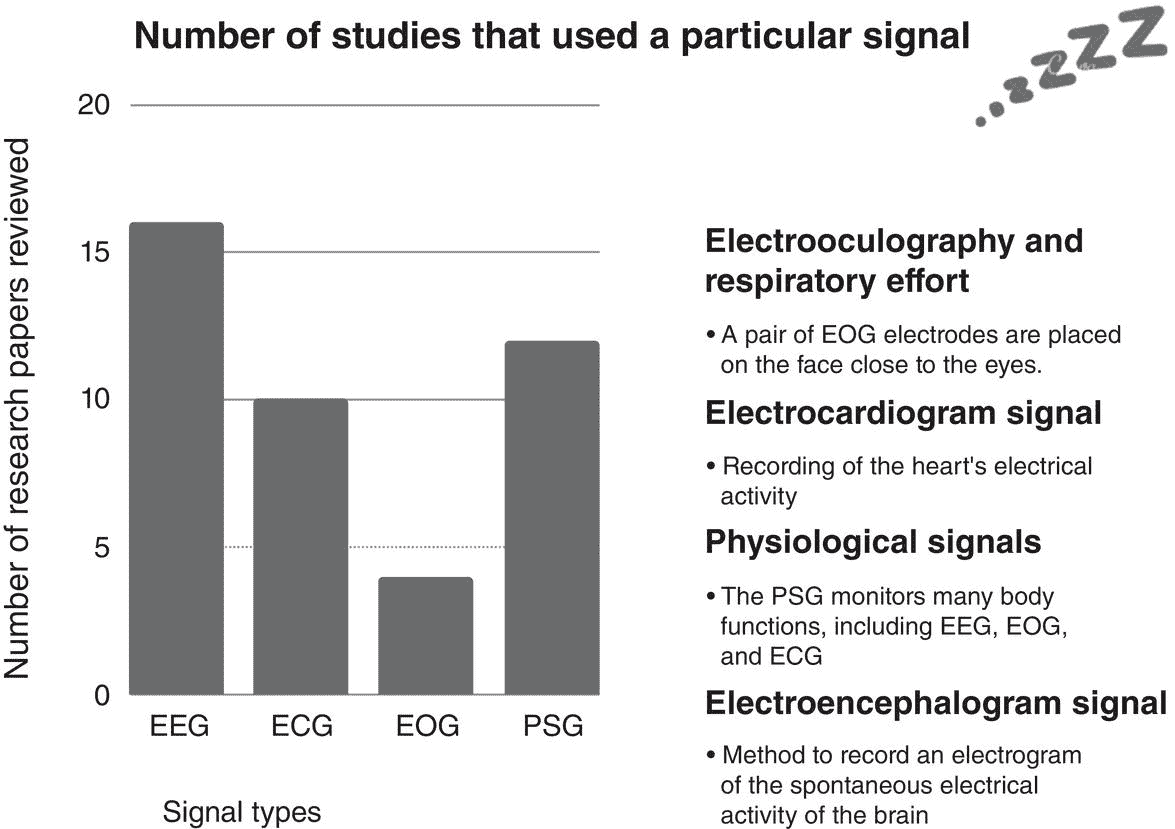 Number of studies that used a particular signal
zzZZZ
Number of research papers reviewed
20
15
10
5
0
EEG ECG EOG PSG
Signal types
Electrooculography and
respiratory effort
• A pair of EOG electrodes are placed
on the face close to the eyes.
Electrocardiogram signal
• Recording of the heart's electrical
activity
Physiological signals
• The PSG monitors many body
functions, including EEG, EOG,
and ECG
Electroencephalogram signal
• Method to record an electrogram
of the spontaneous electrical
activity of the brain